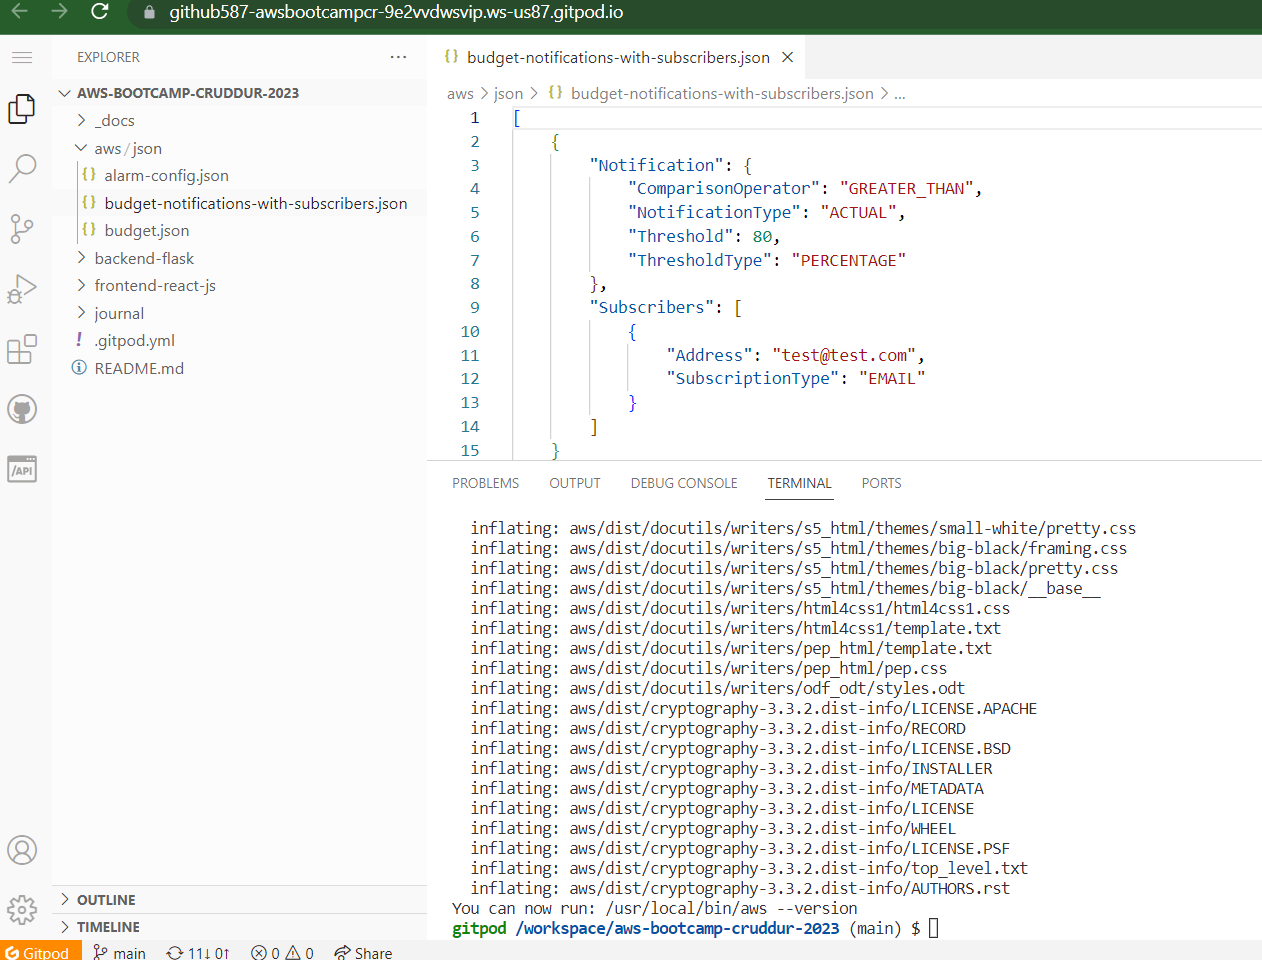 github587-awsbootcampcr-9e2vvdwsvip.ws-us87.gitpod.io
EXPLORER ...
AWS-BOOTCAMP-CRUDDUR-2023
_docs
aws / json
{} alarm-config.json
{} budget-notifications-with-subscribers.json
{} budget.json
backend-flask
frontend-react-js
journal
! .gitpod.yml
README.md
OUTLINE
TIMELINE
/API
{} budget-notifications-with-subscribers.json
aws > json > {} budget-notifications-with-subscribers.json > ...
1 [
2 {
3 "Notification": {
4 "ComparisonOperator": "GREATER_THAN",
5 "NotificationType": "ACTUAL",
6 "Threshold": 80,
7 "ThresholdType": "PERCENTAGE"
8 },
9 "Subscribers": [
10 {
11 "Address": "test@test.com",
12 "SubscriptionType": "EMAIL"
13 }
14 ]
15 }
PROBLEMS OUTPUT DEBUG CONSOLE TERMINAL PORTS
inflating: aws/dist/docutils/writers/s5_html/themes/small-white/pretty.css
inflating: aws/dist/docutils/writers/s5_html/themes/big-black/framing.css
inflating: aws/dist/docutils/writers/s5_html/themes/big-black/pretty.css
inflating: aws/dist/docutils/writers/s5_html/themes/big-black/__base__
inflating: aws/dist/docutils/writers/html4css1/html4css1.css
inflating: aws/dist/docutils/writers/html4css1/template.txt
inflating: aws/dist/docutils/writers/pep_html/template.txt
inflating: aws/dist/docutils/writers/pep_html/pep.css
inflating: aws/dist/docutils/writers/odf_odt/styles.odt
inflating: aws/dist/cryptography-3.3.2.dist-info/LICENSE.APACHE
inflating: aws/dist/cryptography-3.3.2.dist-info/RECORD
inflating: aws/dist/cryptography-3.3.2.dist-info/LICENSE.BSD
inflating: aws/dist/cryptography-3.3.2.dist-info/INSTALLER
inflating: aws/dist/cryptography-3.3.2.dist-info/METADATA
inflating: aws/dist/cryptography-3.3.2.dist-info/LICENSE
inflating: aws/dist/cryptography-3.3.2.dist-info/WHEEL
inflating: aws/dist/cryptography-3.3.2.dist-info/LICENSE.PSF
inflating: aws/dist/cryptography-3.3.2.dist-info/top_level.txt
inflating: aws/dist/cryptography-3.3.2.dist-info/AUTHORS.rst
You can now run: /usr/local/bin/aws --version
gitpod /workspace/aws-bootcamp-cruddur-2023 (main) $
Gitpod main 11↓ 0↑ 0 0 Share